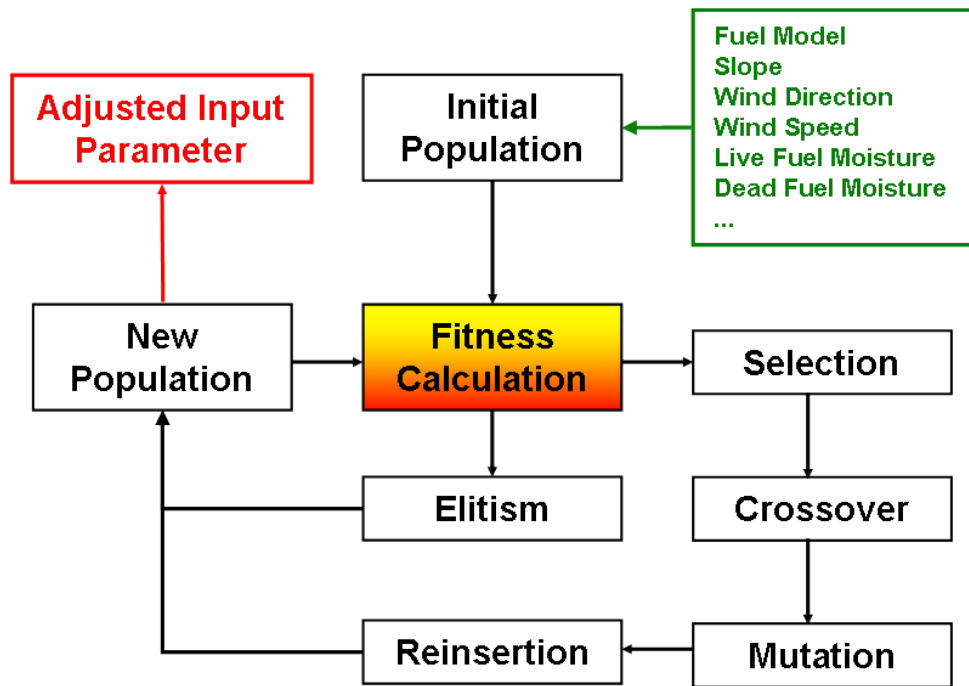 Fuel Model
Slope
Wind Direction
Wind Speed
Live Fuel Moisture
Dead Fuel Moisture
...
Adjusted Input
Parameter
Initial
Population
New
Population
Fitness
Calculation
Selection
Elitism
Crossover
Reinsertion
Mutation